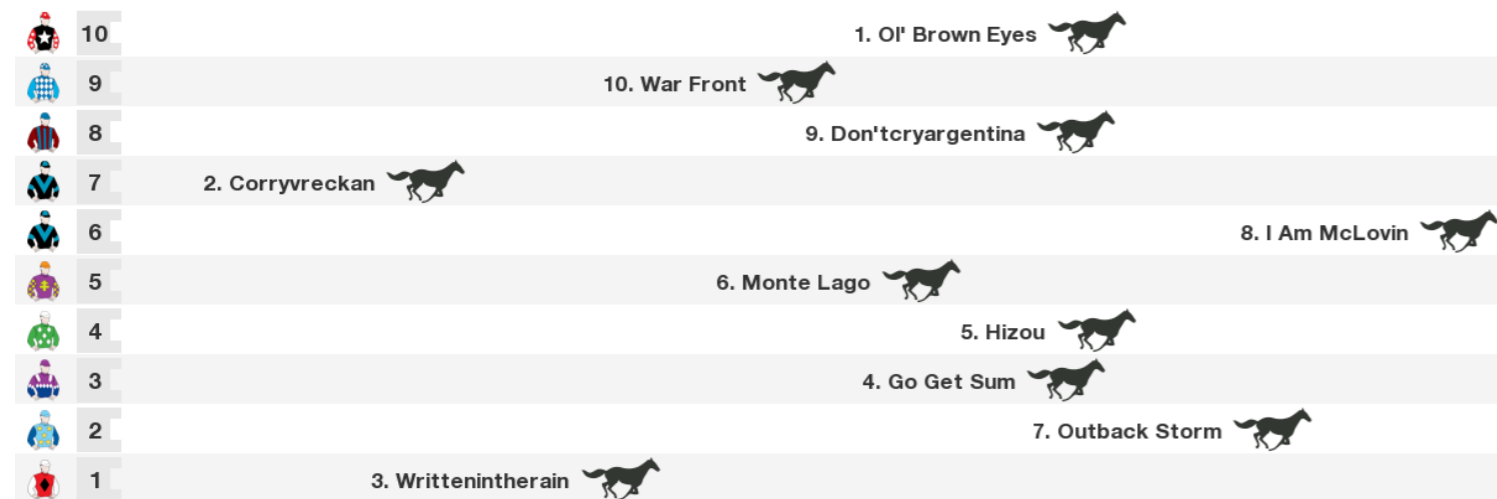 10 1. Ol' Brown Eyes
9 10. War Front
8 9. Don'tcryargentina
7 2. Corryvreckan
6 8. I Am McLovin
5 6. Monte Lago
4 5. Hizou
3 4. Go Get Sum
2 7. Outback Storm
1 3. Writtenintherain